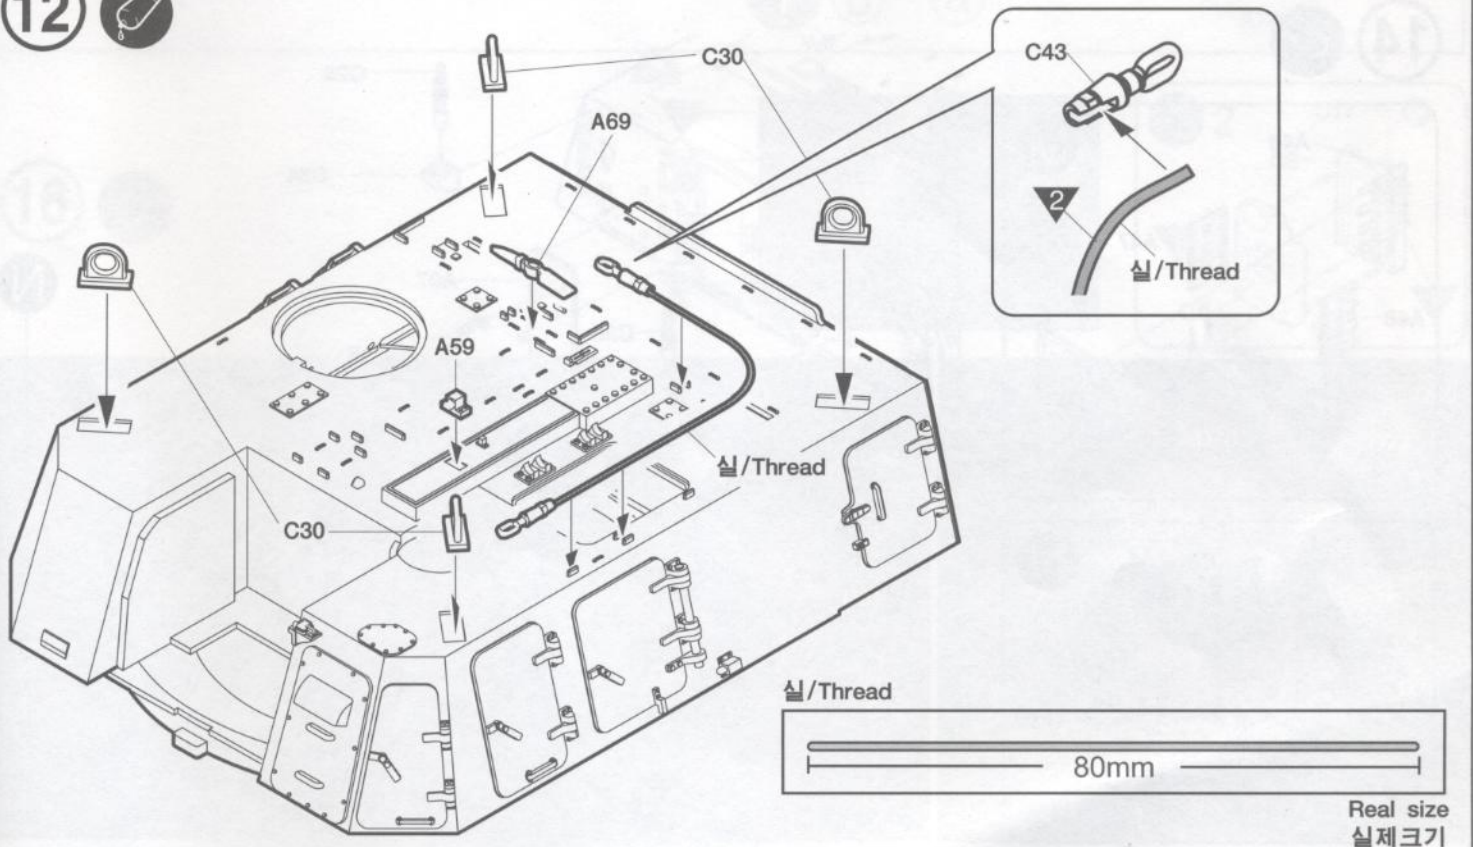 12
C30
C43
A69
2
실/Thread
A59
실/Thread
C30
실/Thread
80mm
Real size
실제크기